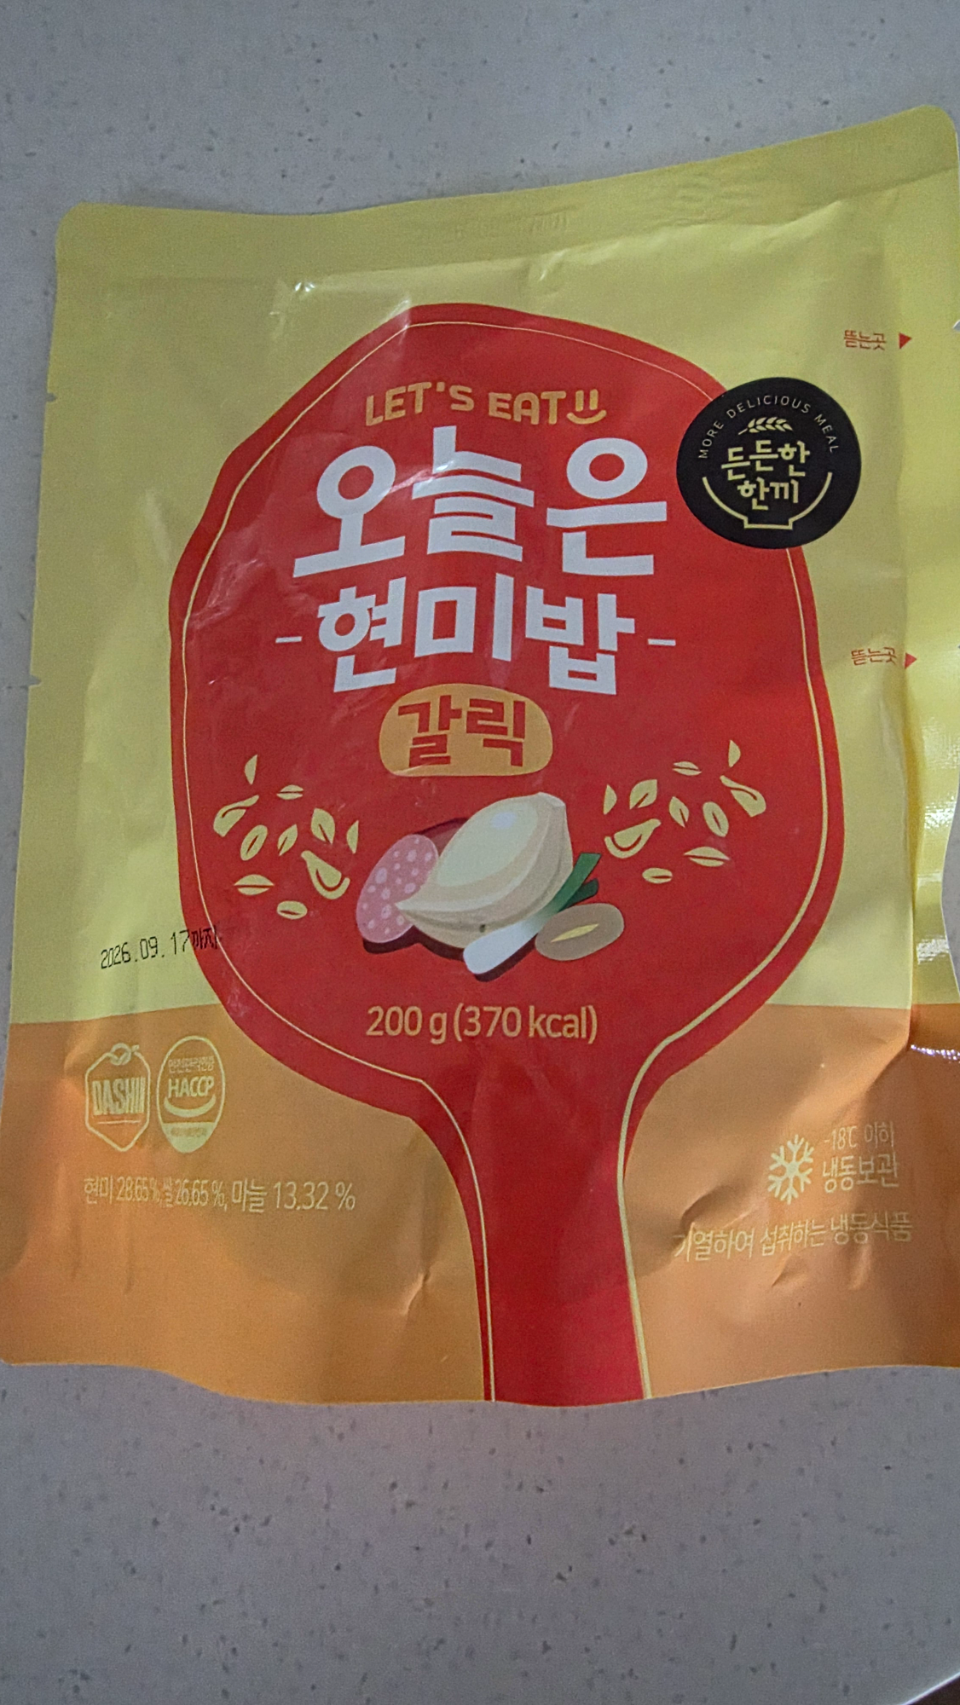 뜯는곳
LET'S EAT
MORE DELICIOUS MEAL
든든한
한끼
오늘은
-현미밥-
뜯는곳
갈릭
2026.09.17까지
200 g (370 kcal)
DASHI
HACCP
-18℃ 이하
냉동보관
현미 28.65 %, 쌀 26.65 %, 마늘 13.32 %
가열하여 섭취하는 냉동식품